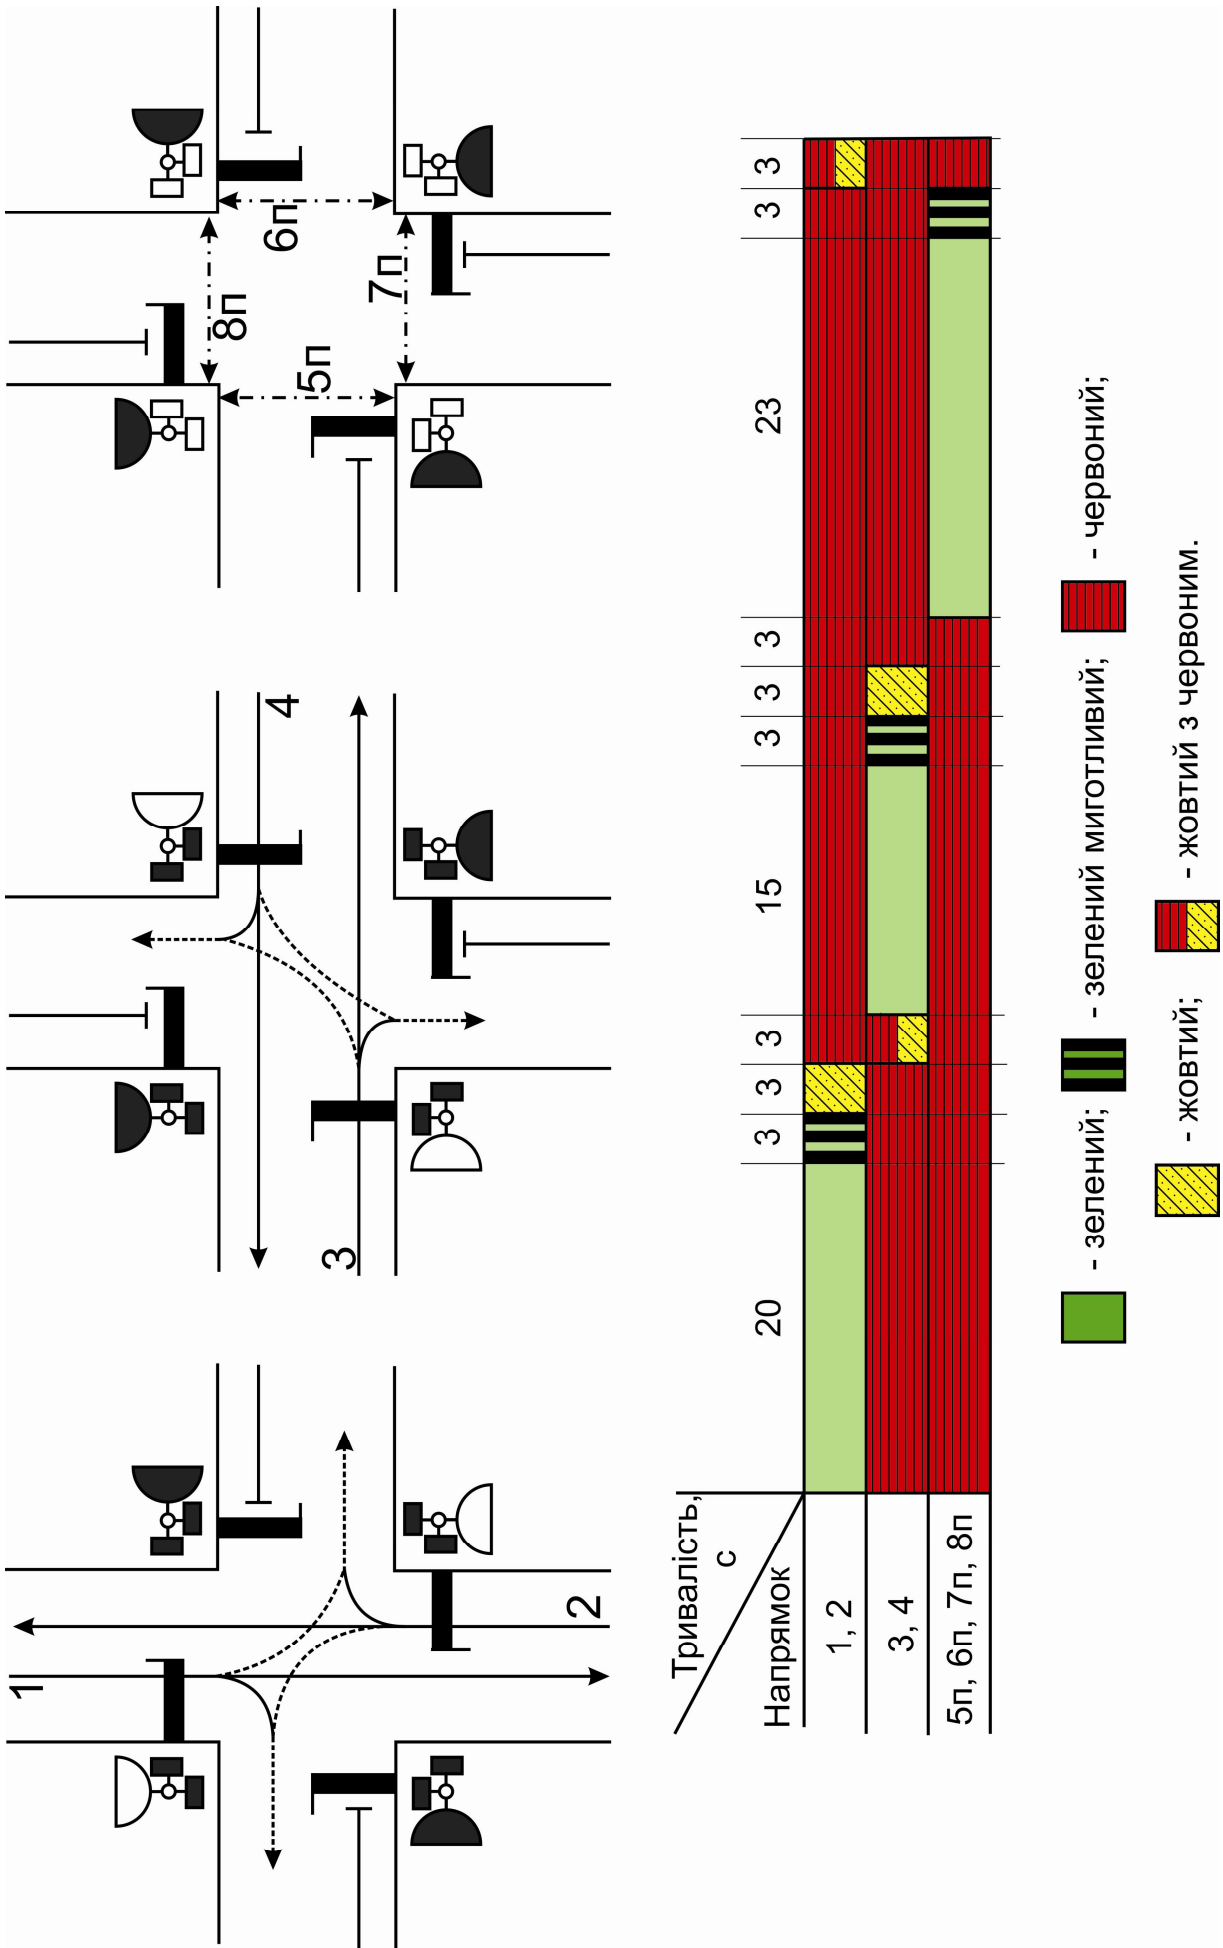 1
2
3
4
5п
6п
7п
8п
Тривалість,
с
Напрямок
20
3
3
3
15
3
3
3
23
3
3
1, 2
3, 4
5п, 6п, 7п, 8п
- зелений;
- зелений миготливий;
- червоний;
- жовтий;
- жовтий з червоним.